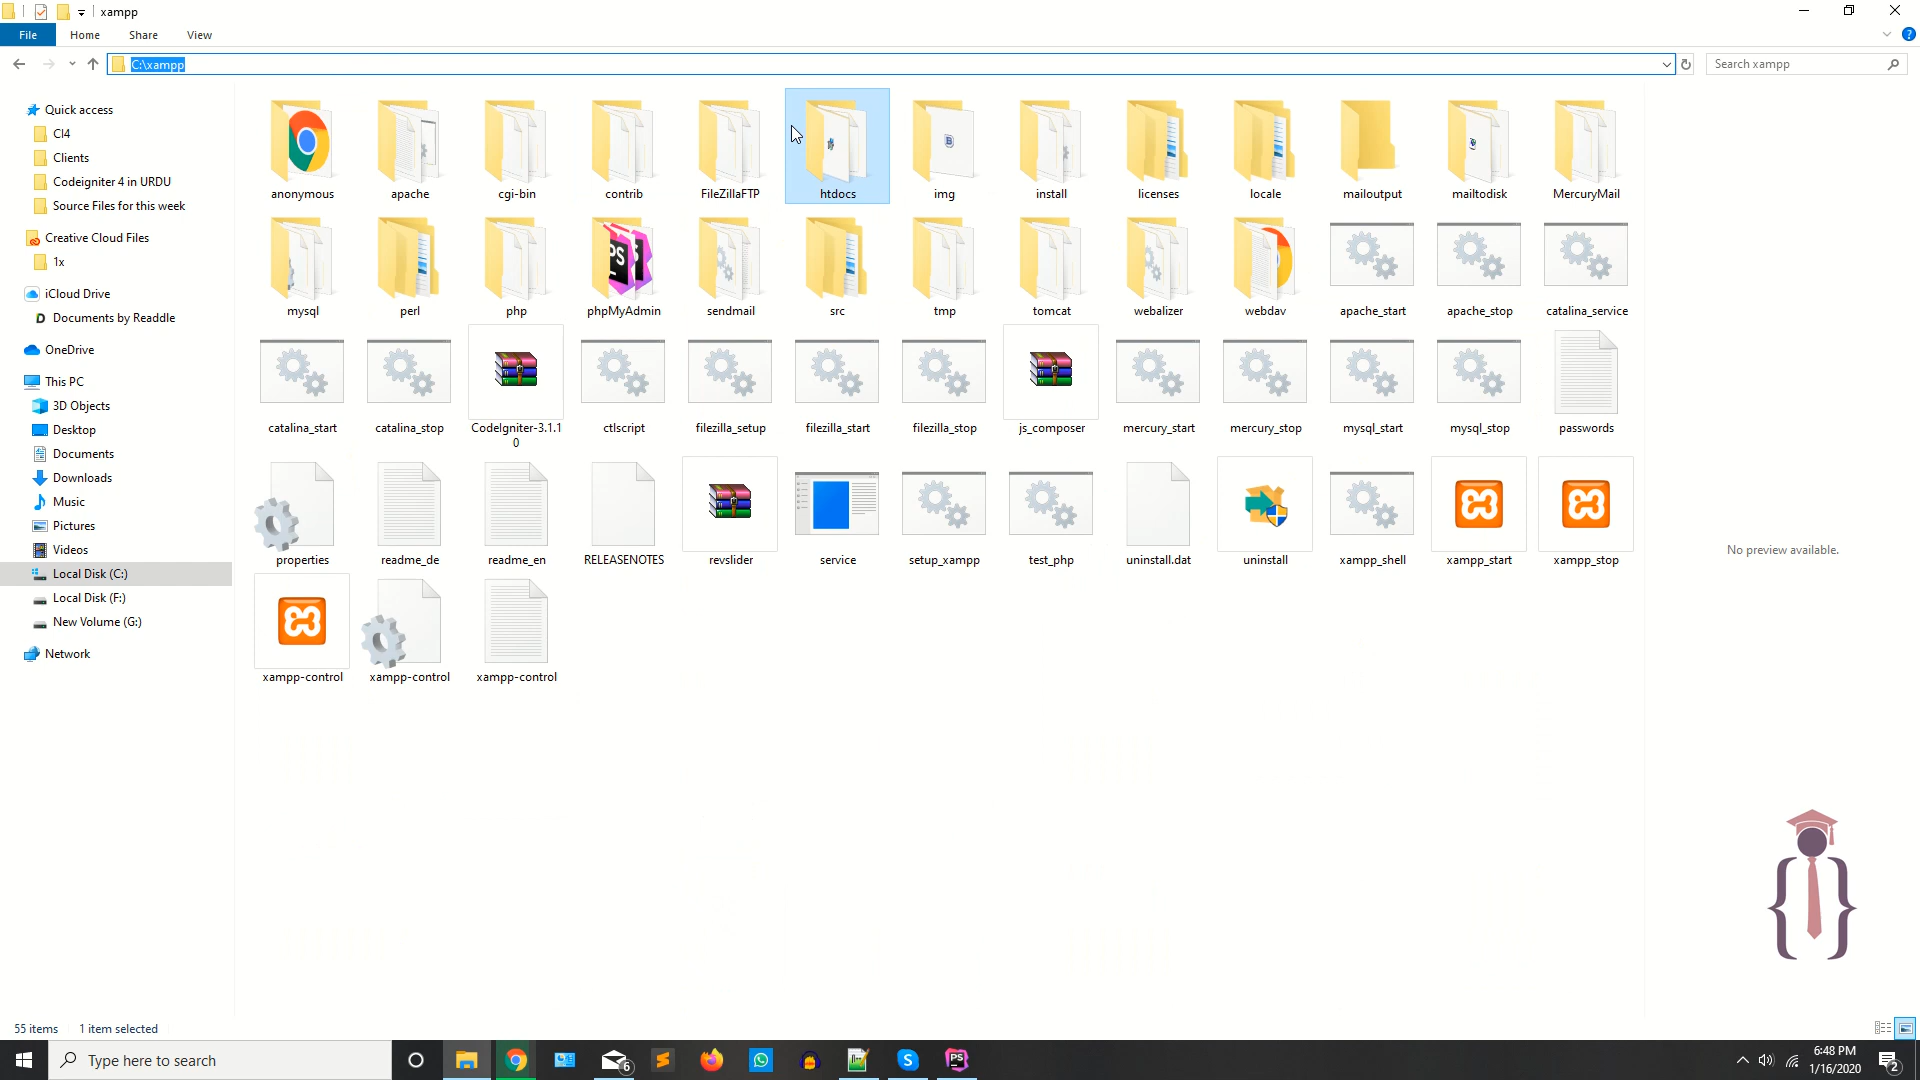 xampp
File Home Share View
C:\xampp
Search xampp
Quick access
CI4
Clients
Codeigniter 4 in URDU
Source Files for this week
Creative Cloud Files
1x
iCloud Drive
Documents by Readdle
OneDrive
This PC
3D Objects
Desktop
Documents
Downloads
Music
Pictures
Videos
Local Disk (C:)
Local Disk (F:)
New Volume (G:)
Network
anonymous apache cgi-bin contrib FileZillaFTP htdocs img install licenses locale mailoutput mailtodisk MercuryMail
mysql perl php phpMyAdmin sendmail src tmp tomcat webalizer webdav apache_start apache_stop catalina_service
catalina_start catalina_stop CodeIgniter-3.1.1 ctlscript filezilla_setup filezilla_start filezilla_stop js_composer mercury_start mercury_stop mysql_start mysql_stop passwords
0
properties readme_de readme_en RELEASENOTES revslider service setup_xampp test_php uninstall.dat uninstall xampp_shell xampp_start xampp_stop
xampp-control xampp-control xampp-control
No preview available.
55 items 1 item selected
Type here to search
6
PS
6:48 PM
1/16/2020
2